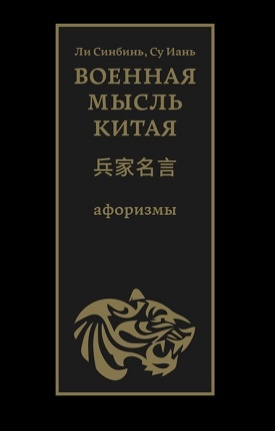 Ли Синбинь, Су Иань
ВОЕННАЯ
МЫСЛЬ
КИТАЯ
兵家名言
афоризмы